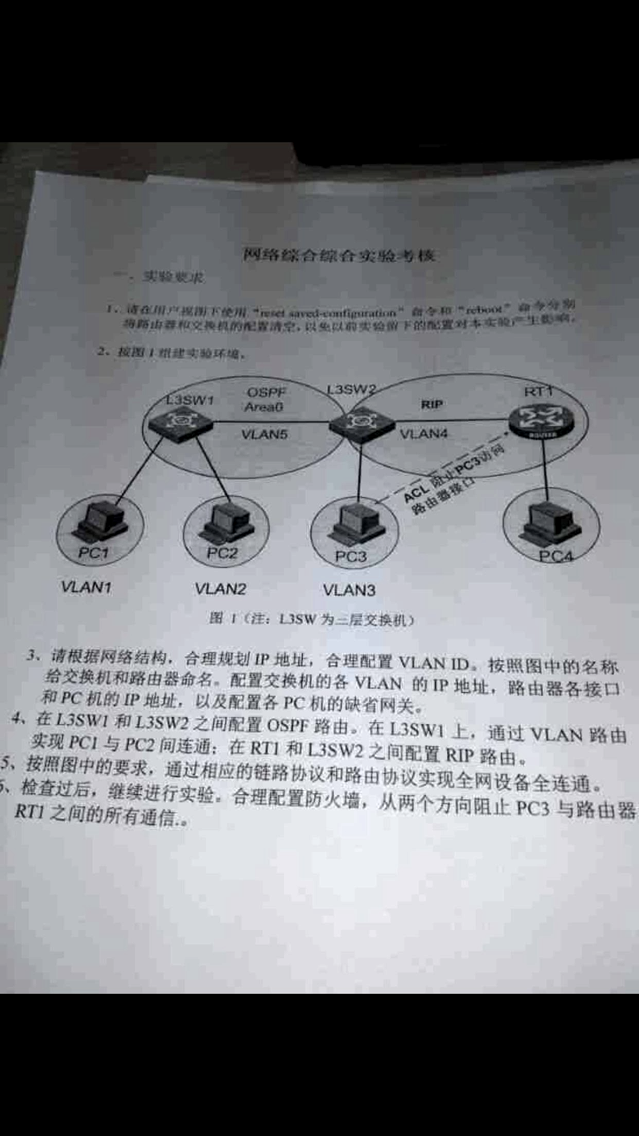 网络综合综合实验考核
一、实验要求
1、请在用户视图下使用“reset saved-configuration”命令和“reboot”命令分别
将路由器和交换机的配置清空，以免以前实验留下的配置对本实验产生影响。
2、按图 1 组建实验环境。
L3SW1
OSPF
Area0
VLAN5
L3SW2
RIP
VLAN4
RT1
ROUTER
ACL 阻止PC3访问
路由器接口
PC1
PC2
PC3
PC4
VLAN1
VLAN2
VLAN3
图 1（注：L3SW 为三层交换机）
3、请根据网络结构，合理规划 IP 地址，合理配置 VLAN ID。按照图中的名称
给交换机和路由器命名。配置交换机的各 VLAN 的 IP 地址，路由器各接口
和 PC 机的 IP 地址，以及配置各 PC 机的缺省网关。
4、在 L3SW1 和 L3SW2 之间配置 OSPF 路由。在 L3SW1 上，通过 VLAN 路由
实现 PC1 与 PC2 间连通；在 RT1 和 L3SW2 之间配置 RIP 路由。
5、按照图中的要求，通过相应的链路协议和路由协议实现全网设备全连通。
6、检查过后，继续进行实验。合理配置防火墙，从两个方向阻止 PC3 与路由器
RT1 之间的所有通信.。